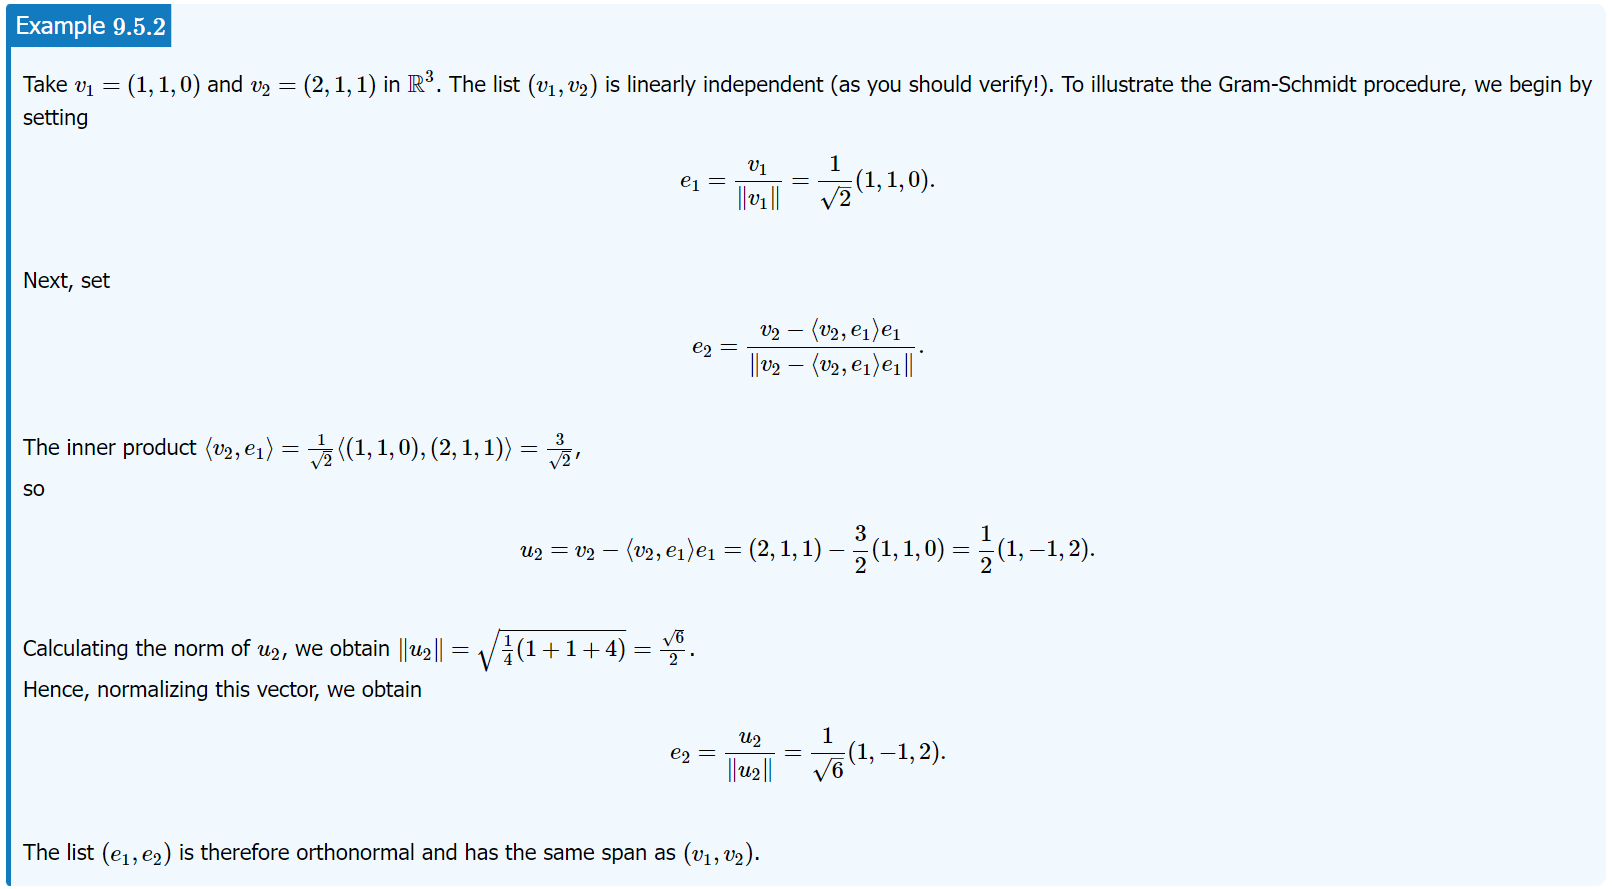 Example 9.5.2
Take v₁ = (1, 1, 0) and v₂ = (2, 1, 1) in ℝ³. The list (v₁, v₂) is linearly independent (as you should verify!). To illustrate the Gram-Schmidt procedure, we begin by
setting
e₁ = v₁/‖v₁‖ = 1/√2 (1, 1, 0).
Next, set
e₂ = (v₂ − ⟨v₂, e₁⟩e₁)/‖v₂ − ⟨v₂, e₁⟩e₁‖.
The inner product ⟨v₂, e₁⟩ = 1/√2 ⟨(1, 1, 0), (2, 1, 1)⟩ = 3/√2,
so
u₂ = v₂ − ⟨v₂, e₁⟩e₁ = (2, 1, 1) − 3/2 (1, 1, 0) = 1/2 (1, −1, 2).
Calculating the norm of u₂, we obtain ‖u₂‖ = √(1/4 (1 + 1 + 4)) = √6/2.
Hence, normalizing this vector, we obtain
e₂ = u₂/‖u₂‖ = 1/√6 (1, −1, 2).
The list (e₁, e₂) is therefore orthonormal and has the same span as (v₁, v₂).